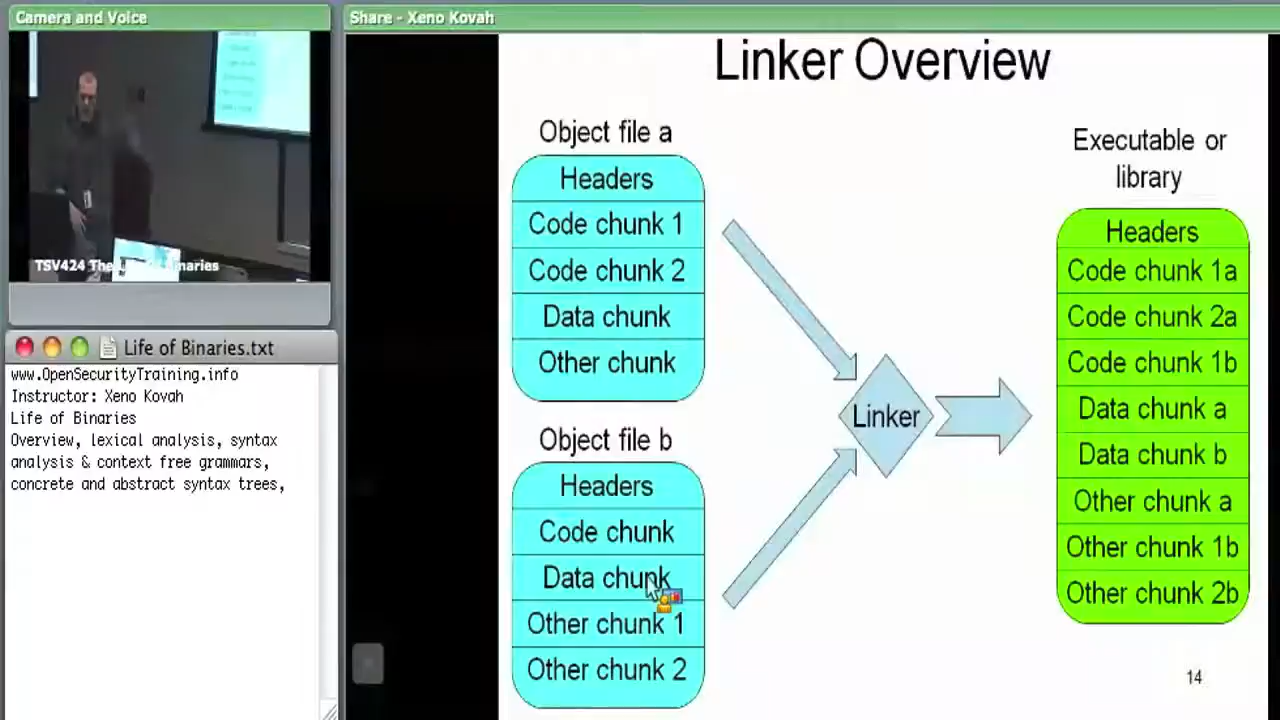 Camera and Voice
TSV424 The Life of Binaries
Life of Binaries.txt
www.OpenSecurityTraining.info
Instructor: Xeno Kovah
Life of Binaries
Overview, lexical analysis, syntax
analysis & context free grammars,
concrete and abstract syntax trees,
Share - Xeno Kovah
Linker Overview
Object file a
Headers
Code chunk 1
Code chunk 2
Data chunk
Other chunk
Object file b
Headers
Code chunk
Data chunk
Other chunk 1
Other chunk 2
Linker
Executable or
library
Headers
Code chunk 1a
Code chunk 2a
Code chunk 1b
Data chunk a
Data chunk b
Other chunk a
Other chunk 1b
Other chunk 2b
14